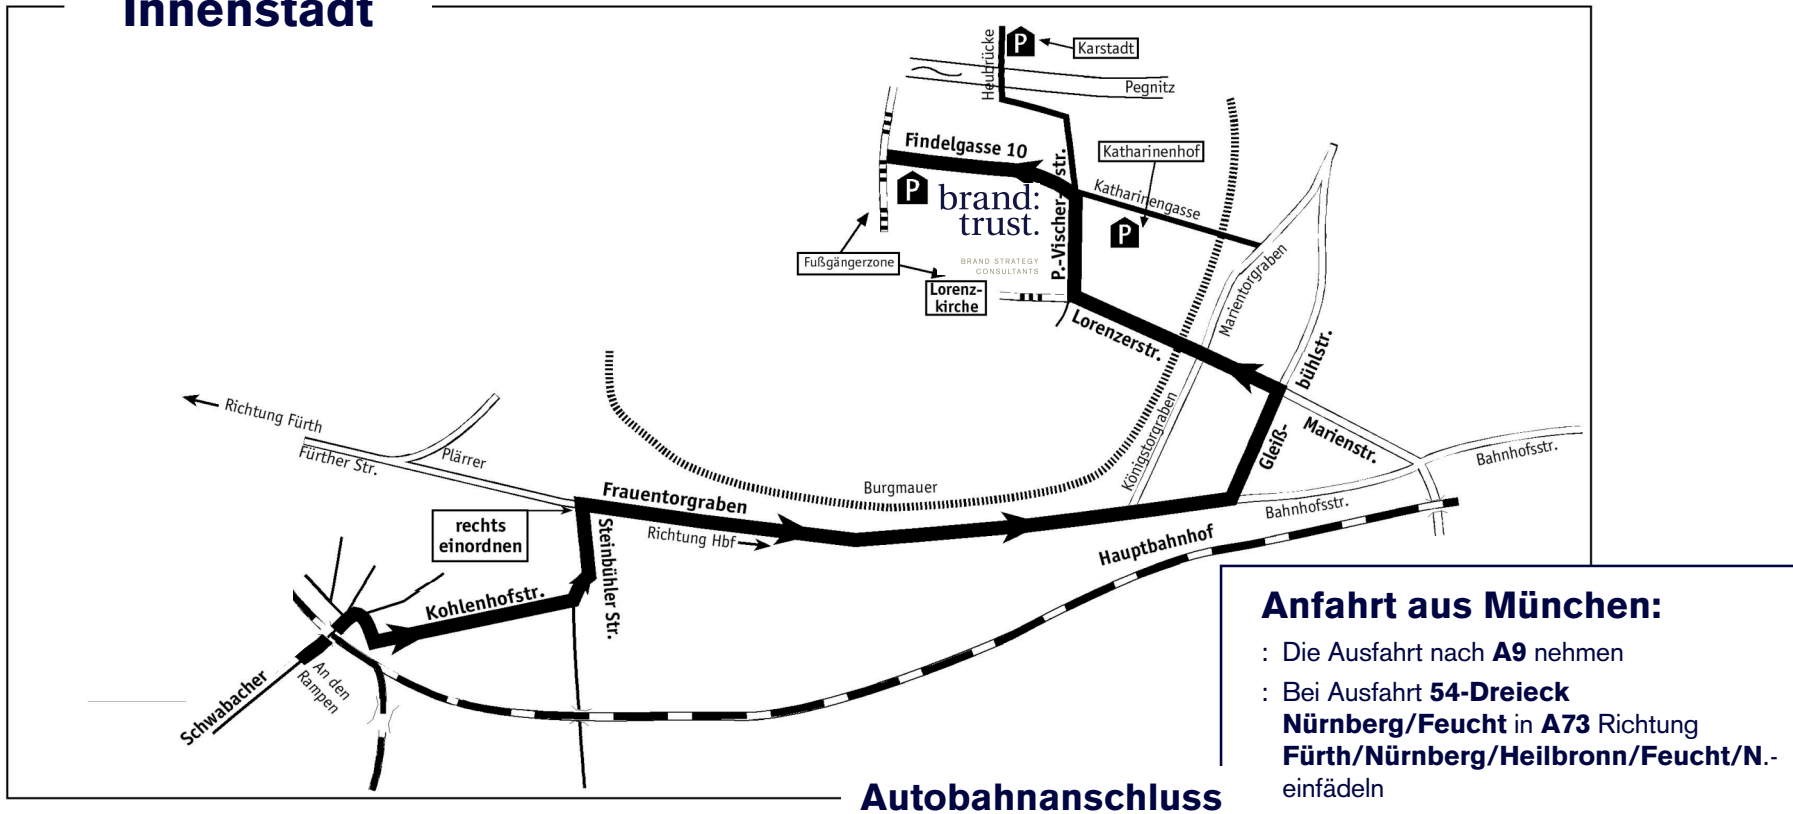 Innenstadt
Heubrücke
P
Karstadt
Pegnitz
Findelgasse 10
Katharinenhof
P
brand:
trust.
BRAND STRATEGY
CONSULTANTS
P.-Vischer-str.
Katharinengasse
P
Fußgängerzone
Lorenz-
kirche
Lorenzerstr.
Marientorgraben
Königstorgraben
Gleiß-
bühlstr.
Marienstr.
Bahnhofsstr.
Bahnhofsstr.
Richtung Fürth
Fürther Str.
Plärrer
Frauentorgraben
Burgmauer
Richtung Hbf
rechts
einordnen
Steinbühler Str.
Hauptbahnhof
Kohlenhofstr.
Schwabacher
An den
Rampen
Anfahrt aus München:
: Die Ausfahrt nach A9 nehmen
: Bei Ausfahrt 54-Dreieck
Nürnberg/Feucht in A73 Richtung
Fürth/Nürnberg/Heilbronn/Feucht/N.-
einfädeln
Autobahnanschluss